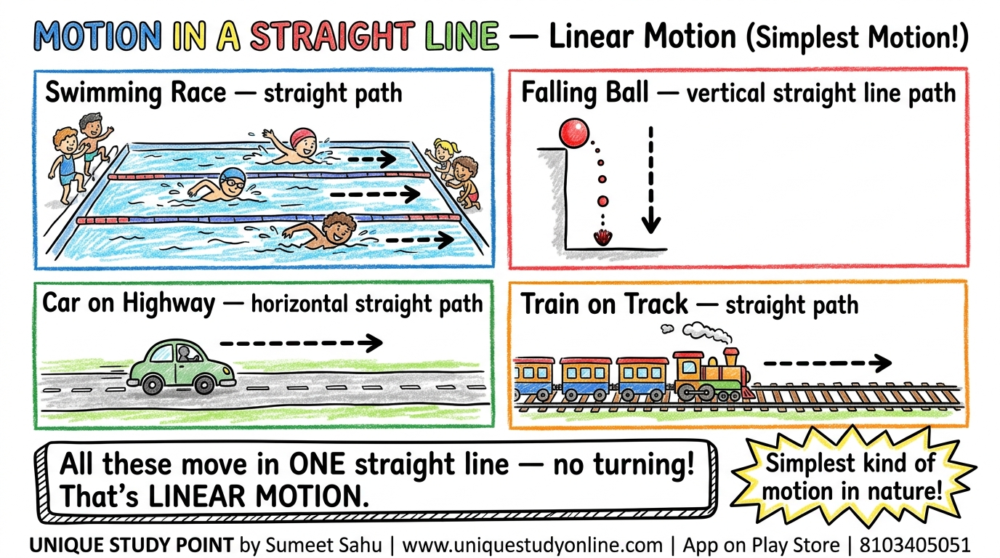 MOTION IN A STRAIGHT LINE — Linear Motion (Simplest Motion!)
Swimming Race — straight path
Falling Ball — vertical straight line path
Car on Highway — horizontal straight path
Train on Track — straight path
All these move in ONE straight line — no turning!
That's LINEAR MOTION.
Simplest kind of
motion in nature!
UNIQUE STUDY POINT by Sumeet Sahu | www.uniquestudyonline.com | App on Play Store | 8103405051